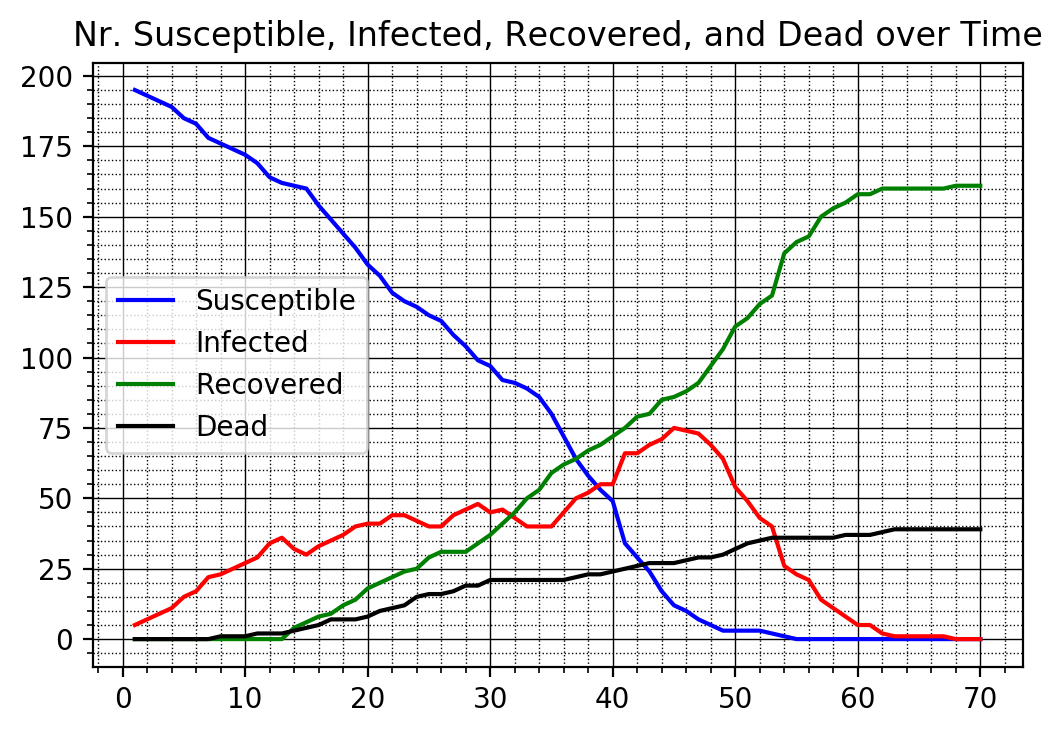 Nr. Susceptible, Infected, Recovered, and Dead over Time
200
175
150
125
100
75
50
25
0
Susceptible
Infected
Recovered
Dead
0 10 20 30 40 50 60 70